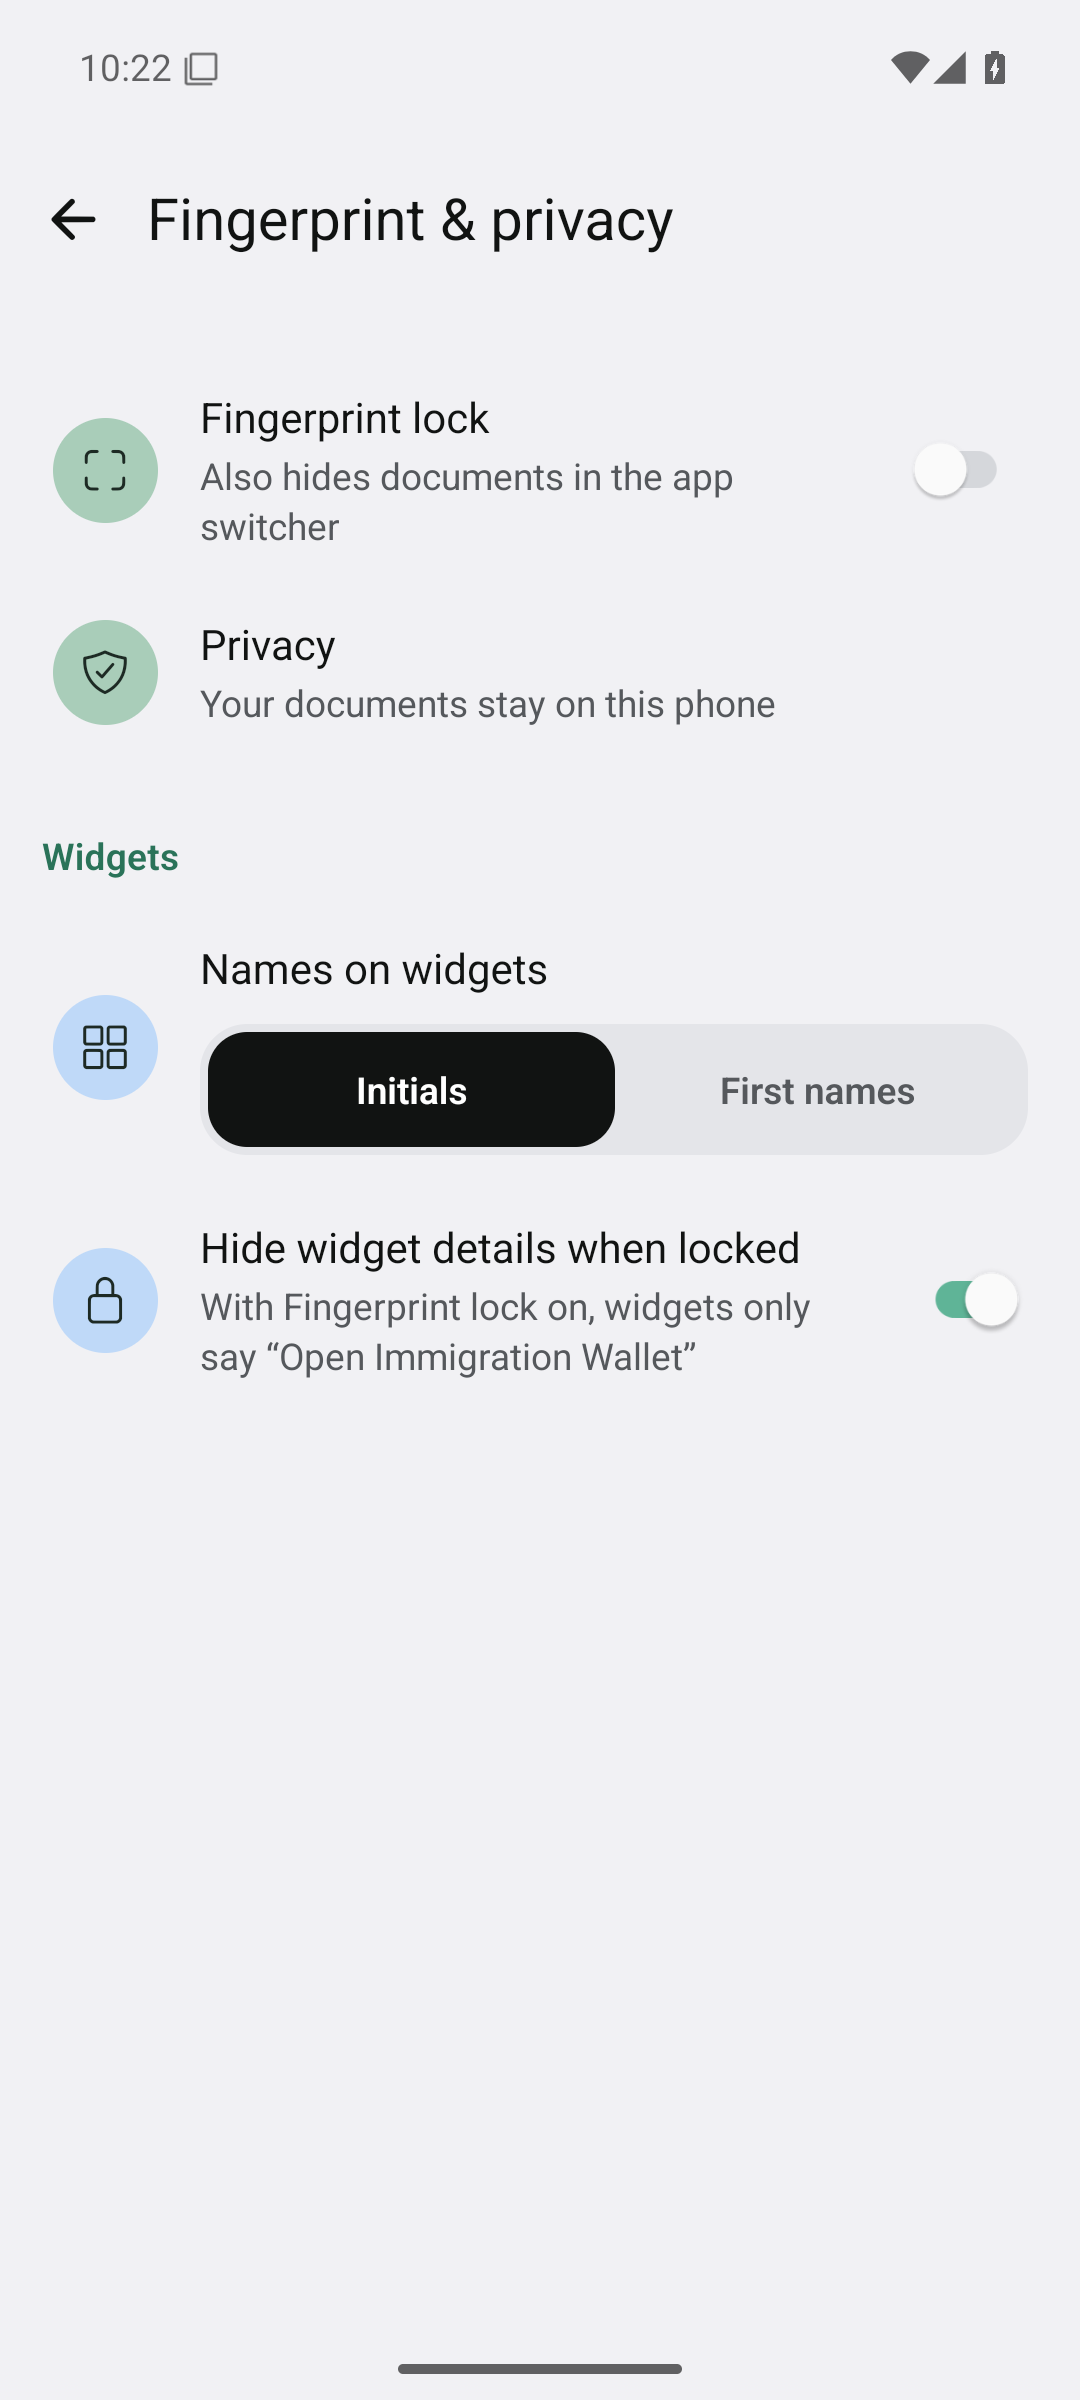 10:22
Fingerprint & privacy
Fingerprint lock
Also hides documents in the app
switcher
Privacy
Your documents stay on this phone
Widgets
Names on widgets
Initials
First names
Hide widget details when locked
With Fingerprint lock on, widgets only
say “Open Immigration Wallet”